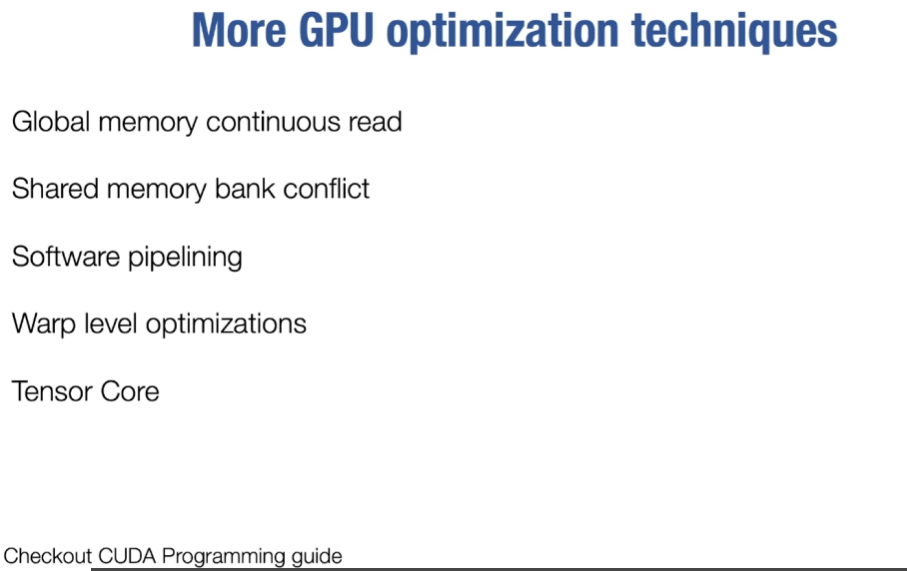 More GPU optimization techniques
Global memory continuous read
Shared memory bank conflict
Software pipelining
Warp level optimizations
Tensor Core
Checkout CUDA Programming guide